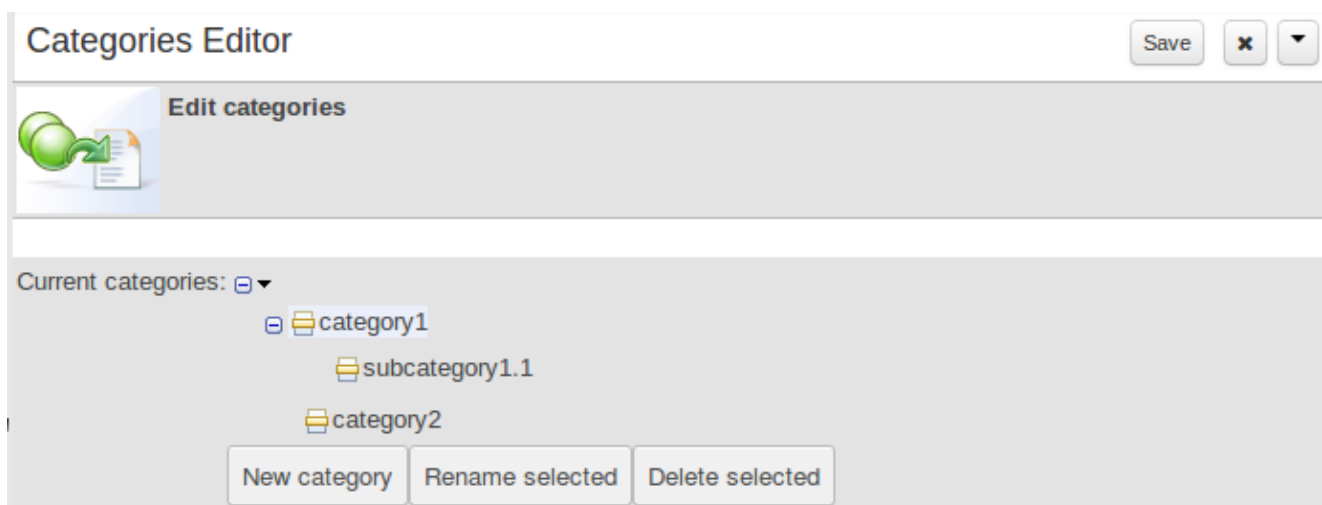 Categories Editor Save
Edit categories
Current categories:
category1
subcategory1.1
category2
New category Rename selected Delete selected